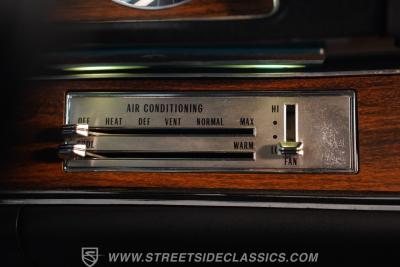 AIR CONDITIONING
OFF HEAT DEF VENT NORMAL MAX
HI
WARM
FAN
WWW.STREETSIDECLASSICS.COM